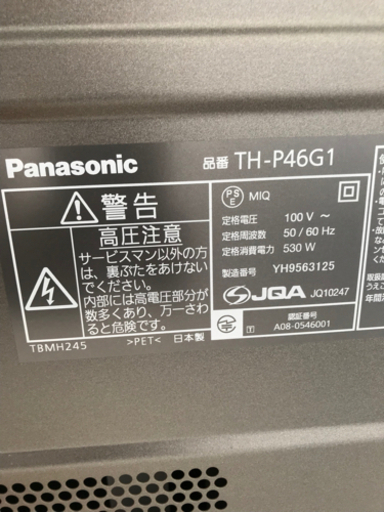 Panasonic 品番 TH-P46G1
警告
高圧注意
サービスマン以外の方
は、裏ぶたをあけない
でください。
内部には高電圧部分が
数多くあり、万一さわ
ると危険です。
TBMH245 >PET< 日本製
PS E MIQ
定格電圧 100 V ~
定格周波数 50 / 60 Hz
定格消費電力 530 W
製造番号 YH9563125
JQA JQ10247
認証番号
T A08-0546001